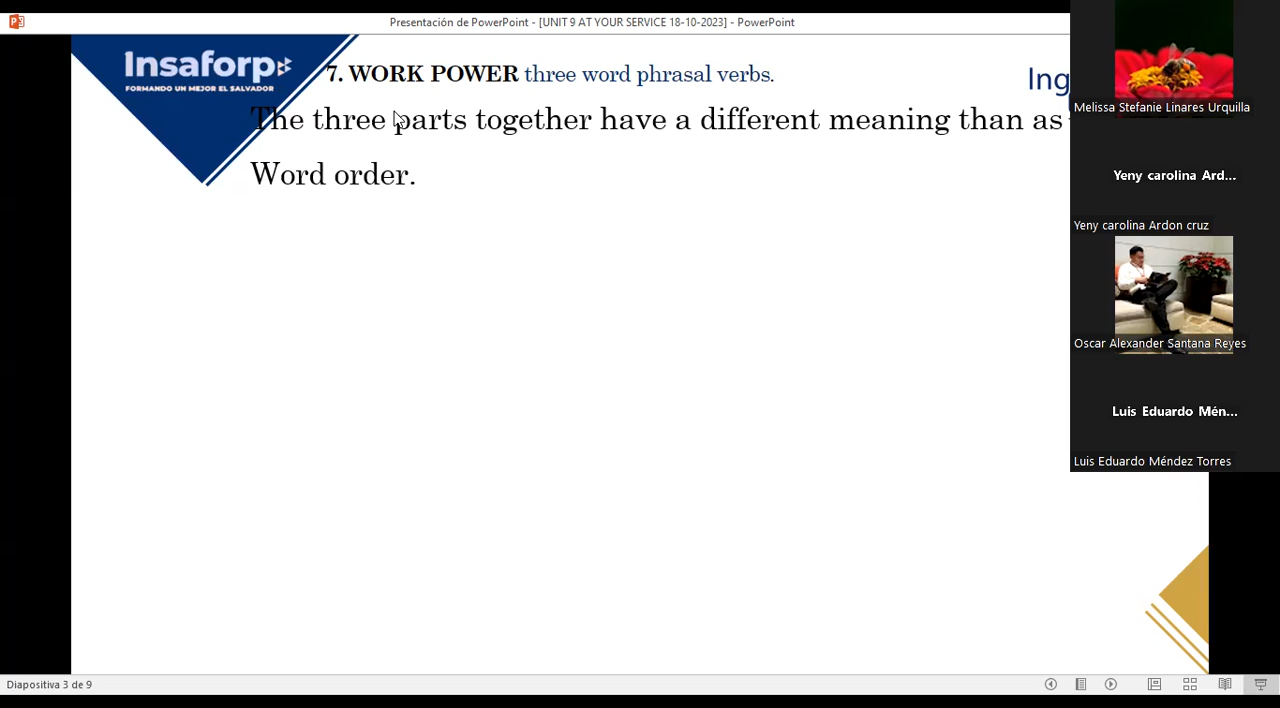 Presentación de PowerPoint - [UNIT 9 AT YOUR SERVICE 18-10-2023] - PowerPoint
Insaforp
FORMANDO UN MEJOR EL SALVADOR
7. WORK POWER three word phrasal verbs.
Ing
The three parts together have a different meaning than as
Word order.
Melissa Stefanie Linares Urquilla
Yeny carolina Ard...
Yeny carolina Ardon cruz
Oscar Alexander Santana Reyes
Luis Eduardo Mén...
Luis Eduardo Méndez Torres
Diapositiva 3 de 9